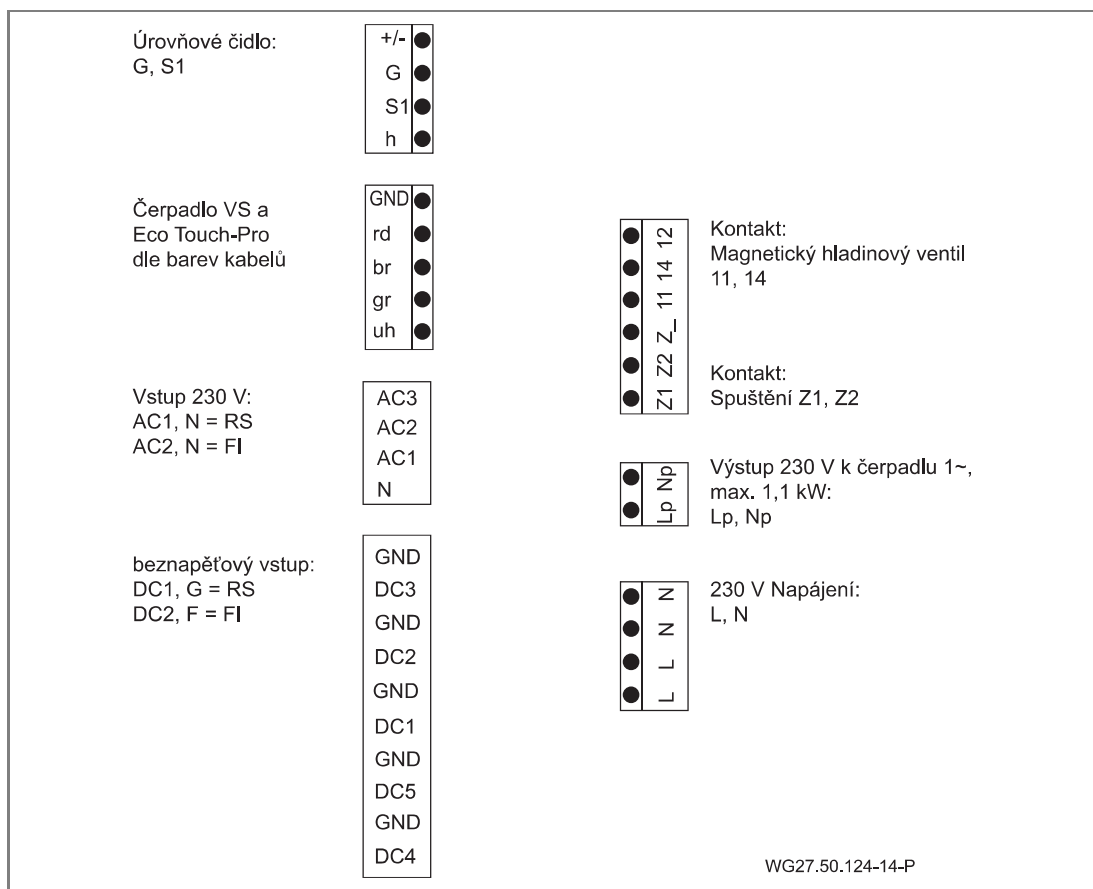 Úrovňové čidlo:
G, S1
+/-
G
S1
h
Čerpadlo VS a
Eco Touch-Pro
dle barev kabelů
GND
rd
br
gr
uh
Vstup 230 V:
AC1, N = RS
AC2, N = FI
AC3
AC2
AC1
N
beznapěťový vstup:
DC1, G = RS
DC2, F = FI
GND
DC3
GND
DC2
GND
DC1
GND
DC5
GND
DC4
Z1 Z2 Z_ 11 14 12
Kontakt:
Magnetický hladinový ventil
11, 14
Kontakt:
Spuštění Z1, Z2
Lp Np
Výstup 230 V k čerpadlu 1~,
max. 1,1 kW:
Lp, Np
L L N N
230 V Napájení:
L, N
WG27.50.124-14-P